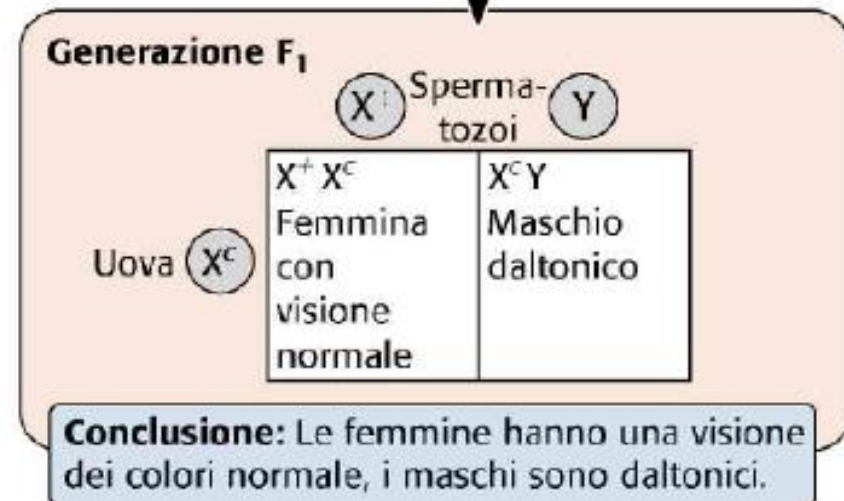 Generazione F₁
X⁺ Sperma- Y
tozoi
X⁺ Xᶜ
Femmina
con
visione
normale
Xᶜ Y
Maschio
daltonico
Uova Xᶜ
Conclusione: Le femmine hanno una visione
dei colori normale, i maschi sono daltonici.